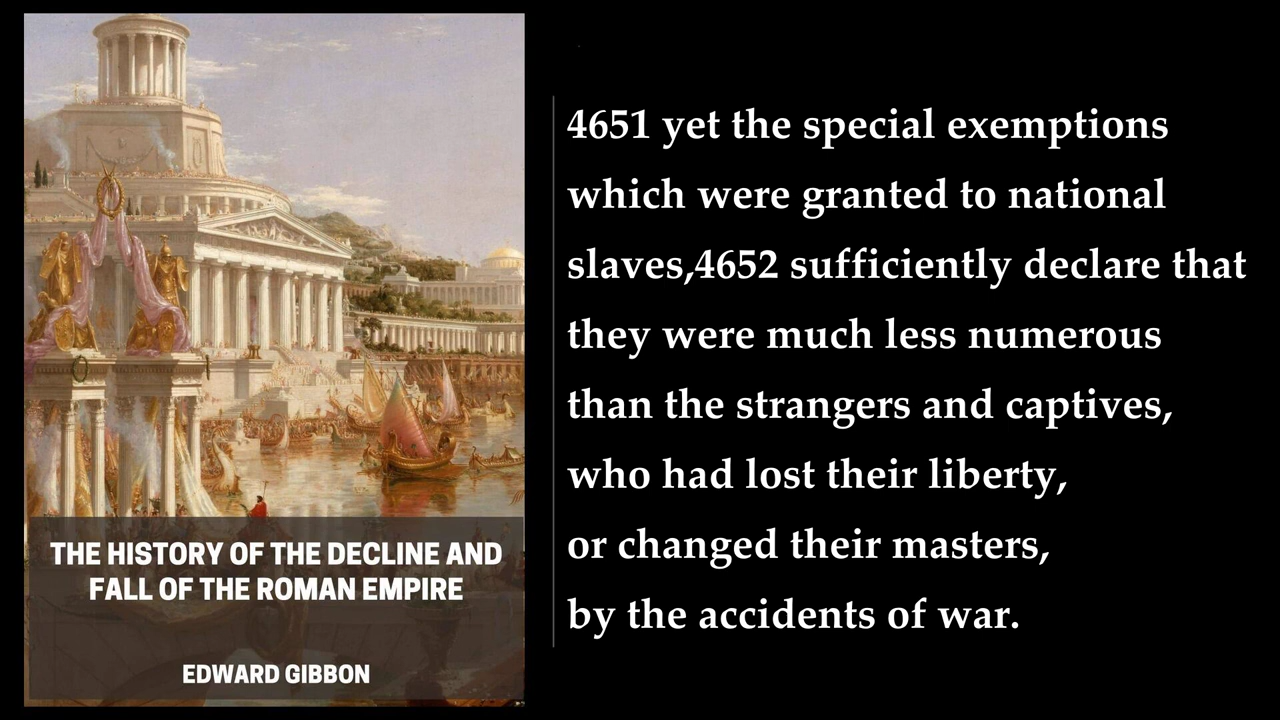 THE HISTORY OF THE DECLINE AND
FALL OF THE ROMAN EMPIRE
EDWARD GIBBON
4651 yet the special exemptions
which were granted to national
slaves,4652 sufficiently declare that
they were much less numerous
than the strangers and captives,
who had lost their liberty,
or changed their masters,
by the accidents of war.